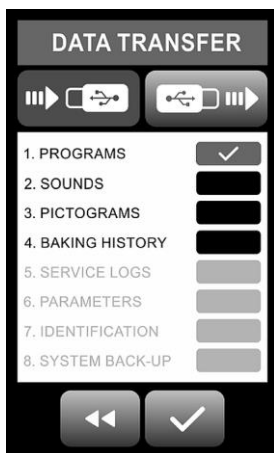 DATA TRANSFER
1. PROGRAMS
2. SOUNDS
3. PICTOGRAMS
4. BAKING HISTORY
5. SERVICE LOGS
6. PARAMETERS
7. IDENTIFICATION
8. SYSTEM BACK-UP